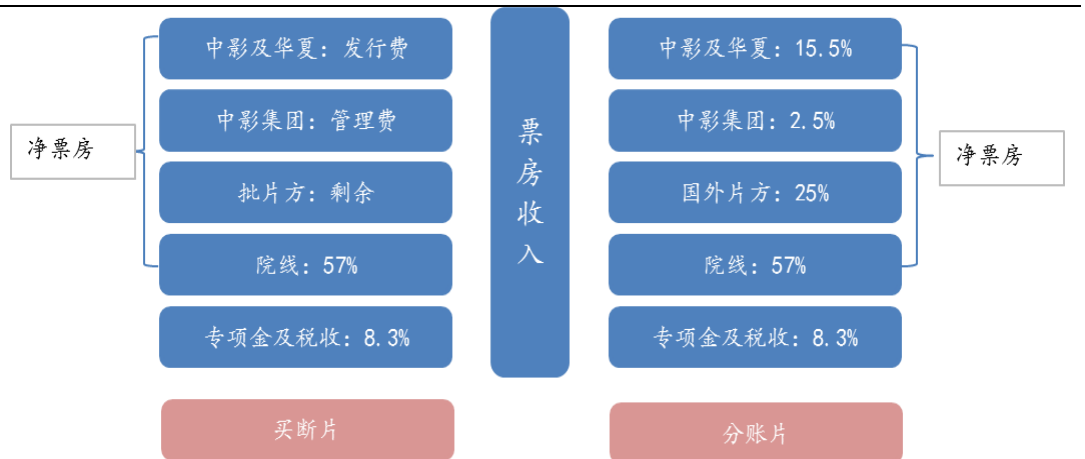 中影及华夏: 发行费
中影集团: 管理费
净票房
批片方: 剩余
院线: 57%
专项金及税收: 8.3%
买断片
票房收入
中影及华夏: 15.5%
中影集团: 2.5%
净票房
国外片方: 25%
院线: 57%
专项金及税收: 8.3%
分账片